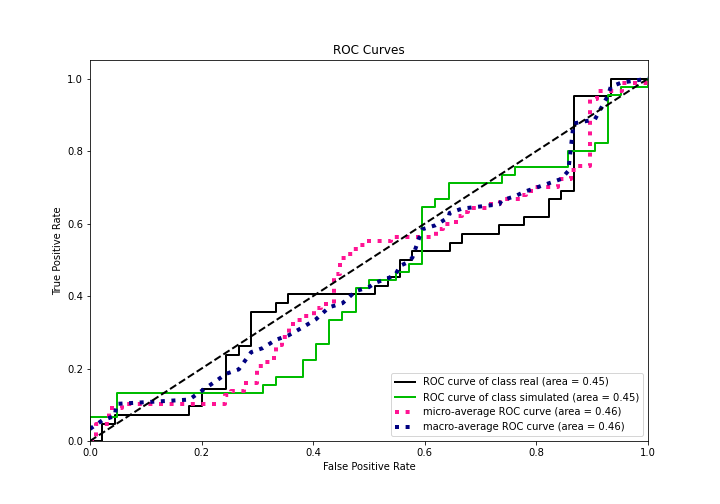 ROC Curves
True Positive Rate
1.0
0.8
0.6
0.4
0.2
0.0
ROC curve of class real (area = 0.45)
ROC curve of class simulated (area = 0.45)
micro-average ROC curve (area = 0.46)
macro-average ROC curve (area = 0.46)
0.0 0.2 0.4 0.6 0.8 1.0
False Positive Rate